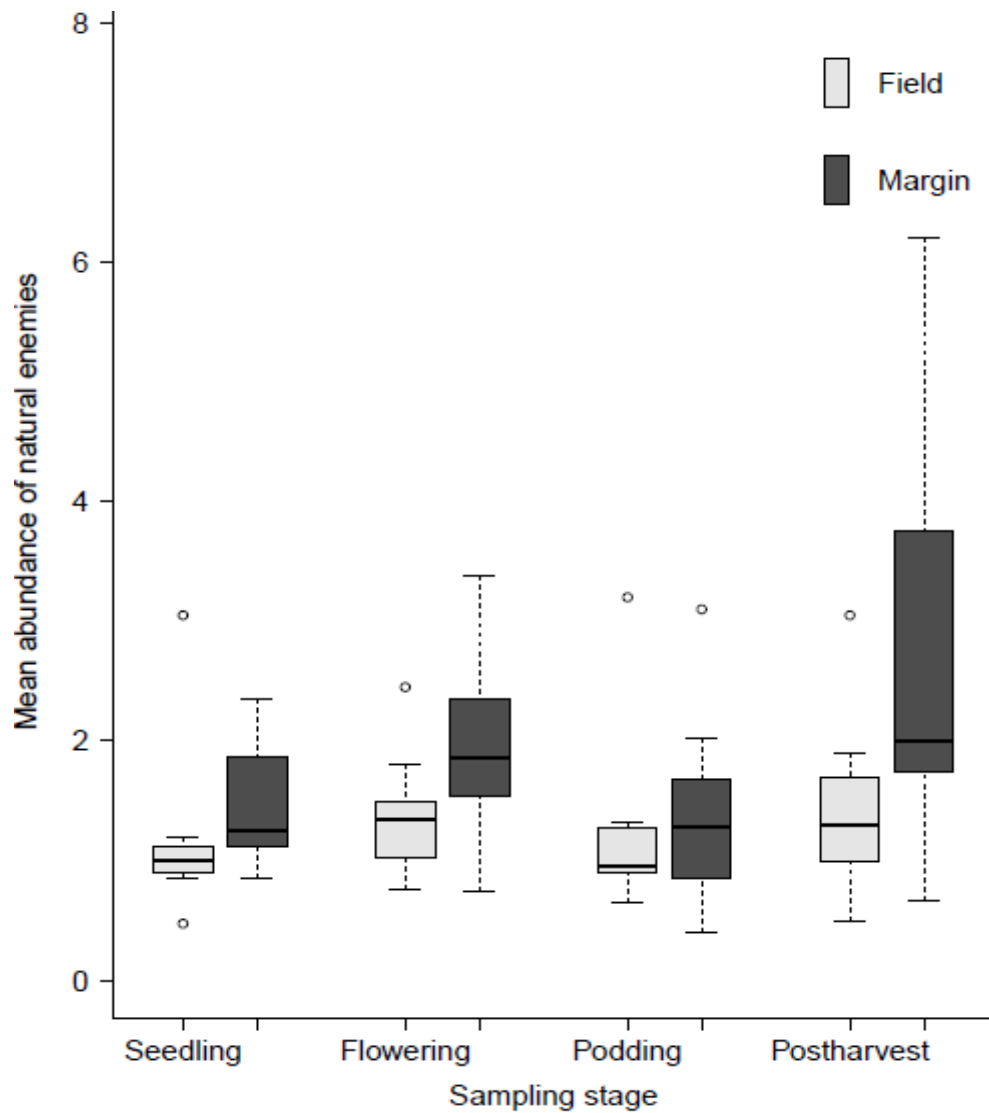 8
Field
Margin
6
Mean abundance of natural enemies
4
2
0
Seedling Flowering Podding Postharvest
Sampling stage